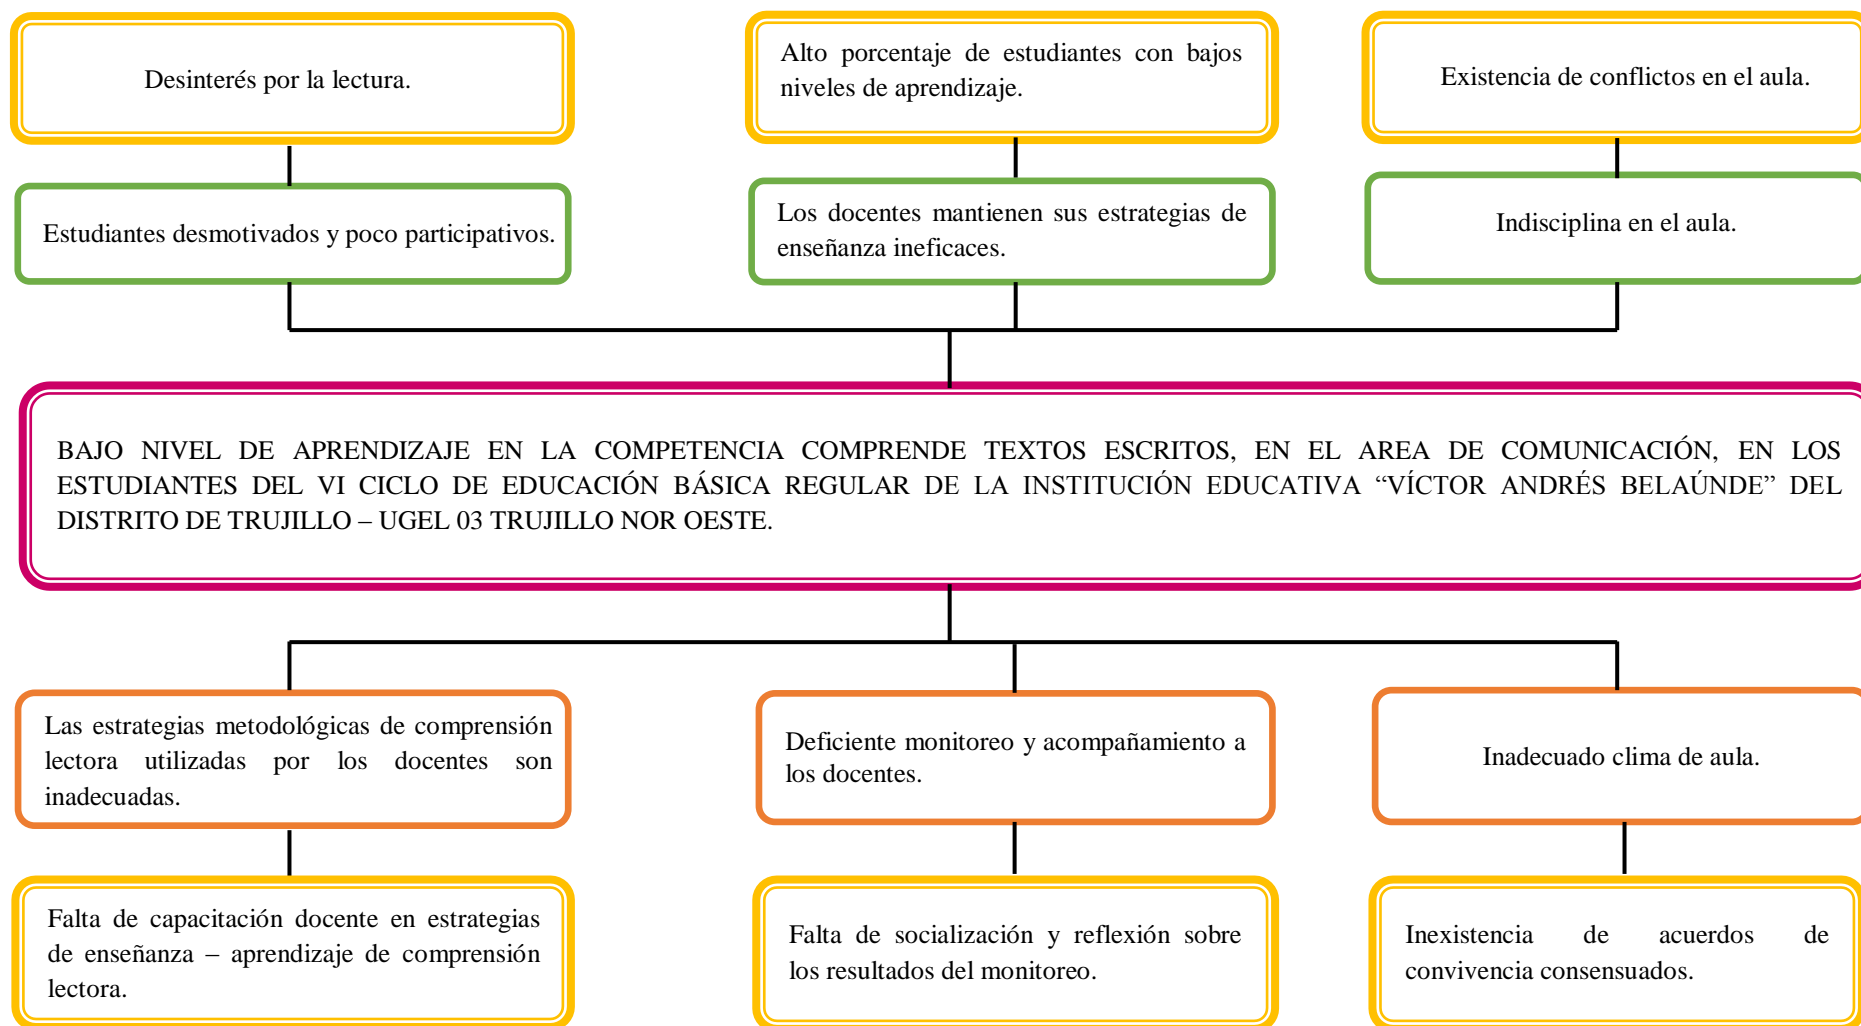 Desinterés por la lectura.
Alto porcentaje de estudiantes con bajos
niveles de aprendizaje.
Existencia de conflictos en el aula.
Estudiantes desmotivados y poco participativos.
Los docentes mantienen sus estrategias de
enseñanza ineficaces.
Indisciplina en el aula.
BAJO NIVEL DE APRENDIZAJE EN LA COMPETENCIA COMPRENDE TEXTOS ESCRITOS, EN EL AREA DE COMUNICACIÓN, EN LOS
ESTUDIANTES DEL VI CICLO DE EDUCACIÓN BÁSICA REGULAR DE LA INSTITUCIÓN EDUCATIVA “VÍCTOR ANDRÉS BELAÚNDE” DEL
DISTRITO DE TRUJILLO – UGEL 03 TRUJILLO NOR OESTE.
Las estrategias metodológicas de comprensión
lectora utilizadas por los docentes son
inadecuadas.
Deficiente monitoreo y acompañamiento a
los docentes.
Inadecuado clima de aula.
Falta de capacitación docente en estrategias
de enseñanza – aprendizaje de comprensión
lectora.
Falta de socialización y reflexión sobre
los resultados del monitoreo.
Inexistencia de acuerdos de
convivencia consensuados.